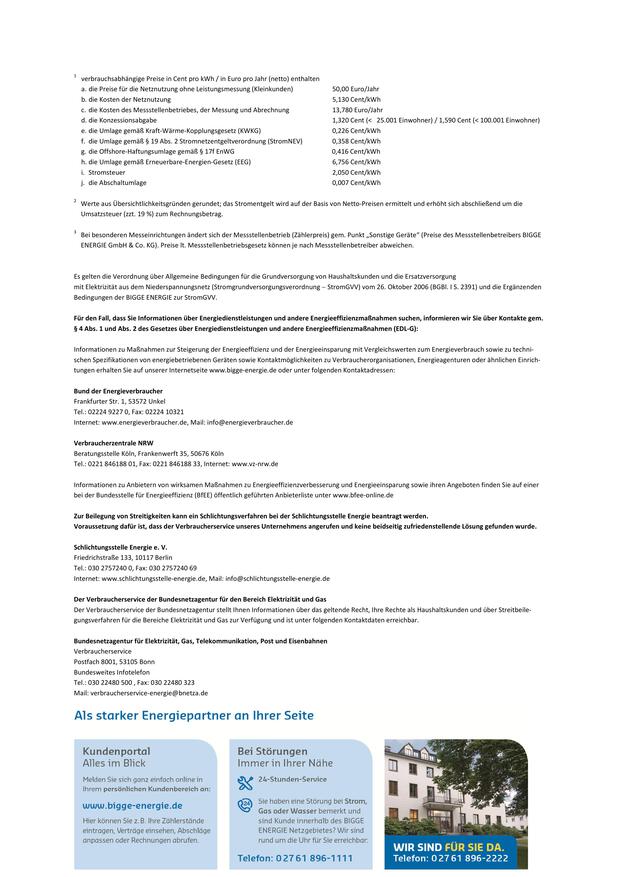 1 verbrauchsabhängige Preise in Cent pro kWh / in Euro pro Jahr (netto) enthalten
a. die Preise für die Netznutzung ohne Leistungsmessung (Kleinkunden) 50,00 Euro/Jahr
b. die Kosten der Netznutzung 5,130 Cent/kWh
c. die Kosten des Messstellenbetriebes, der Messung und Abrechnung 13,780 Euro/Jahr
d. die Konzessionsabgabe 1,320 Cent (< 25.001 Einwohner) / 1,590 Cent (< 100.001 Einwohner)
e. die Umlage gemäß Kraft-Wärme-Kopplungsgesetz (KWKG) 0,226 Cent/kWh
f. die Umlage gemäß § 19 Abs. 2 Stromnetzentgeltverordnung (StromNEV) 0,358 Cent/kWh
g. die Offshore-Haftungsumlage gemäß § 17f EnWG 0,416 Cent/kWh
h. die Umlage gemäß Erneuerbare-Energien-Gesetz (EEG) 6,756 Cent/kWh
i. Stromsteuer 2,050 Cent/kWh
j. die Abschaltumlage 0,007 Cent/kWh
2 Werte aus Übersichtlichkeitsgründen gerundet; das Stromentgelt wird auf der Basis von Netto-Preisen ermittelt und erhöht sich abschließend um die
Umsatzsteuer (zzt. 19 %) zum Rechnungsbetrag.
3 Bei besonderen Messeinrichtungen ändert sich der Messstellenbetrieb (Zählerpreis) gem. Punkt „Sonstige Geräte“ (Preise des Messstellenbetreibers BIGGE
ENERGIE GmbH & Co. KG). Preise lt. Messstellenbetriebsgesetz können je nach Messstellenbetreiber abweichen.
Es gelten die Verordnung über Allgemeine Bedingungen für die Grundversorgung von Haushaltskunden und die Ersatzversorgung
mit Elektrizität aus dem Niederspannungsnetz (Stromgrundversorgungsverordnung – StromGVV) vom 26. Oktober 2006 (BGBl. I S. 2391) und die Ergänzenden
Bedingungen der BIGGE ENERGIE zur StromGVV.
Für den Fall, dass Sie Informationen über Energiedienstleistungen und andere Energieeffizienzmaßnahmen suchen, informieren wir Sie über Kontakte gem.
§ 4 Abs. 1 und Abs. 2 des Gesetzes über Energiedienstleistungen und andere Energieeffizienzmaßnahmen (EDL-G):
Informationen zu Maßnahmen zur Steigerung der Energieeffizienz und der Energieeinsparung mit Vergleichswerten zum Energieverbrauch sowie zu techni-
schen Spezifikationen von energiebetriebenen Geräten sowie Kontaktmöglichkeiten zu Verbraucherorganisationen, Energieagenturen oder ähnlichen Einrich-
tungen erhalten Sie auf unserer Internetseite www.bigge-energie.de oder unter folgenden Kontaktadressen:
Bund der Energieverbraucher
Frankfurter Str. 1, 53572 Unkel
Tel.: 02224 9227 0, Fax: 02224 10321
Internet: www.energieverbraucher.de, Mail: info@energieverbraucher.de
Verbraucherzentrale NRW
Beratungsstelle Köln, Frankenwerft 35, 50676 Köln
Tel.: 0221 846188 01, Fax: 0221 846188 33, Internet: www.vz-nrw.de
Informationen zu Anbietern von wirksamen Maßnahmen zu Energieeffizienzverbesserung und Energieeinsparung sowie ihren Angeboten finden Sie auf einer
bei der Bundesstelle für Energieeffizienz (BfEE) öffentlich geführten Anbieterliste unter www.bfee-online.de
Zur Beilegung von Streitigkeiten kann ein Schlichtungsverfahren bei der Schlichtungsstelle Energie beantragt werden.
Voraussetzung dafür ist, dass der Verbraucherservice unseres Unternehmens angerufen und keine beidseitig zufriedenstellende Lösung gefunden wurde.
Schlichtungsstelle Energie e. V.
Friedrichstraße 133, 10117 Berlin
Tel.: 030 2757240 0, Fax: 030 2757240 69
Internet: www.schlichtungsstelle-energie.de, Mail: info@schlichtungsstelle-energie.de
Der Verbraucherservice der Bundesnetzagentur für den Bereich Elektrizität und Gas
Der Verbraucherservice der Bundesnetzagentur stellt Ihnen Informationen über das geltende Recht, Ihre Rechte als Haushaltskunden und über Streitbeile-
gungsverfahren für die Bereiche Elektrizität und Gas zur Verfügung und ist unter folgenden Kontaktdaten erreichbar.
Bundesnetzagentur für Elektrizität, Gas, Telekommunikation, Post und Eisenbahnen
Verbraucherservice
Postfach 8001, 53105 Bonn
Bundesweites Infotelefon
Tel.: 030 22480 500 , Fax: 030 22480 323
Mail: verbraucherservice-energie@bnetza.de
Als starker Energiepartner an Ihrer Seite
Kundenportal
Alles im Blick
Melden Sie sich ganz einfach online in
Ihrem persönlichen Kundenbereich an:
www.bigge-energie.de
Hier können Sie z. B. Ihre Zählerstände
eintragen, Verträge einsehen, Abschläge
anpassen oder Rechnungen abrufen.
Bei Störungen
Immer in Ihrer Nähe
24-Stunden-Service
24
Sie haben eine Störung bei Strom,
Gas oder Wasser bemerkt und
sind Kunde innerhalb des BIGGE
ENERGIE Netzgebietes? Wir sind
rund um die Uhr für Sie erreichbar:
Telefon: 02761 896-1111
WIR SIND FÜR SIE DA.
Telefon: 02761 896-2222